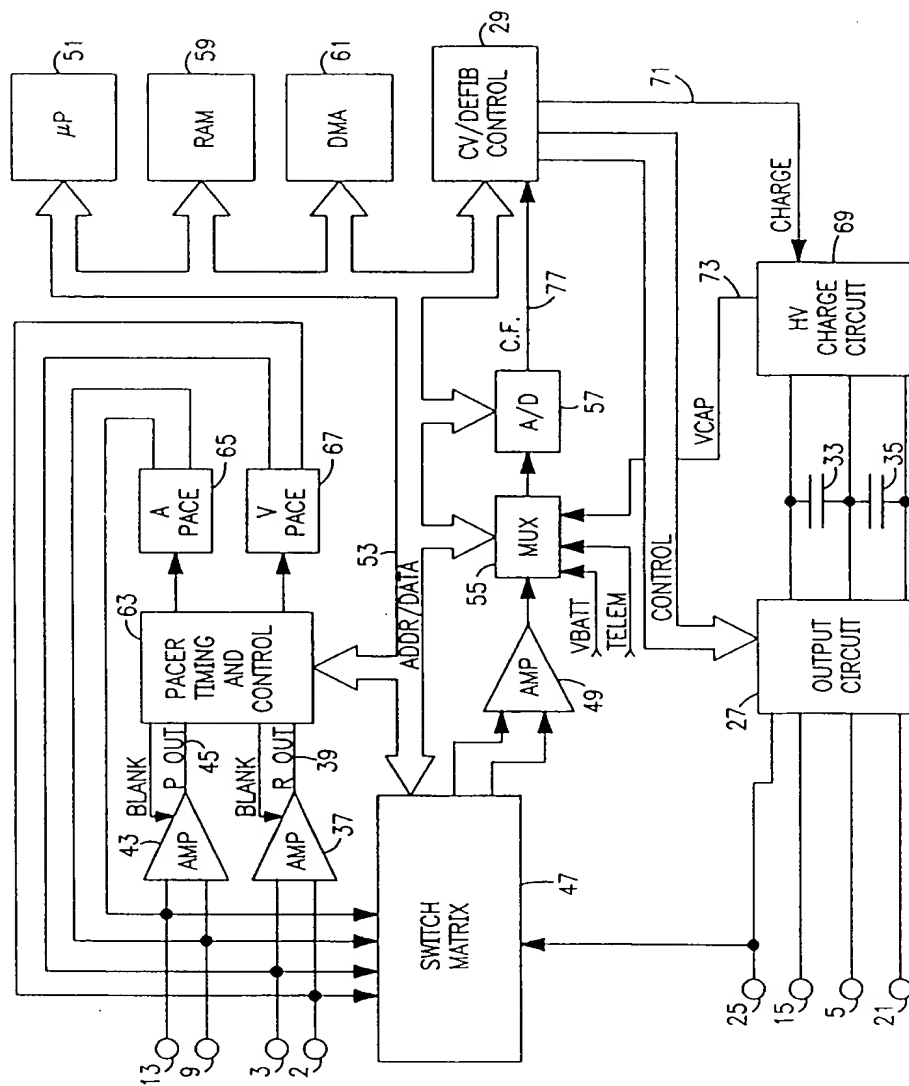 μP
51
RAM
59
DMA
61
CV/DEFIB
CONTROL
29
71
CHARGE
A
PACE
65
V
PACE
67
63
PACER
TIMING
AND
CONTROL
53
ADDR/DATA
BLANK
P OUT
45
43
AMP
BLANK
R OUT
39
AMP
37
C.F.
77
A/D
57
MUX
55
VCAP
73
HV
CHARGE
CIRCUIT
69
AMP
49
VBATT
TELEM
CONTROL
33
35
SWITCH
MATRIX
47
OUTPUT
CIRCUIT
27
13
9
3
2
25
15
5
21